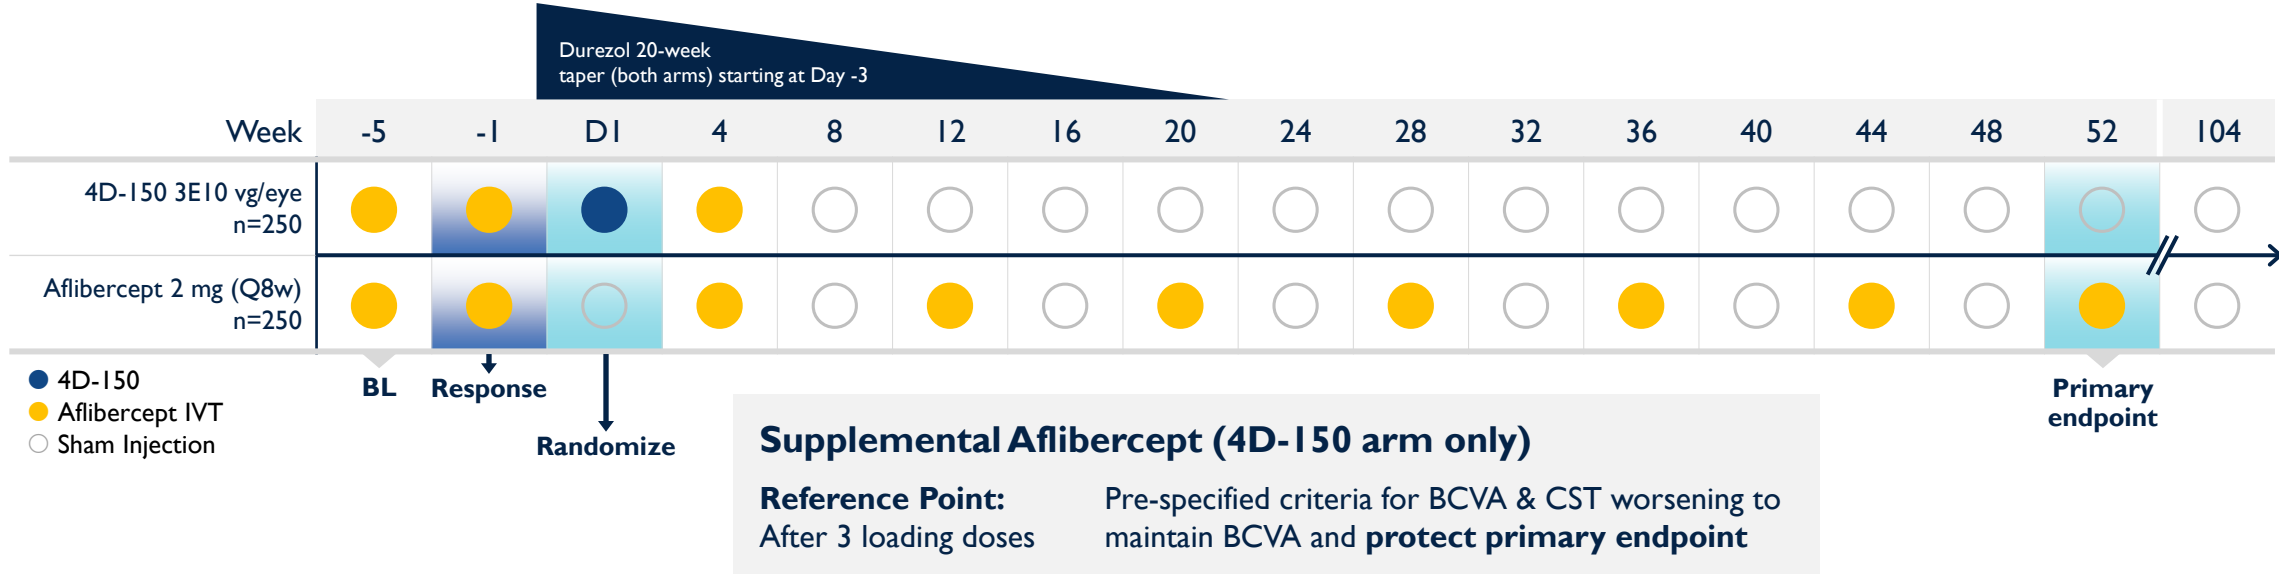 Durezol 20-week
taper (both arms) starting at Day -3
Week -5 -1 D1 4 8 12 16 20 24 28 32 36 40 44 48 52 104
4D-150 3E10 vg/eye
n=250
Aflibercept 2 mg (Q8w)
n=250
4D-150
Aflibercept IVT
Sham Injection
BL
Response
Randomize
Primary
endpoint
Supplemental Aflibercept (4D-150 arm only)
Reference Point:
After 3 loading doses
Pre-specified criteria for BCVA & CST worsening to
maintain BCVA and protect primary endpoint